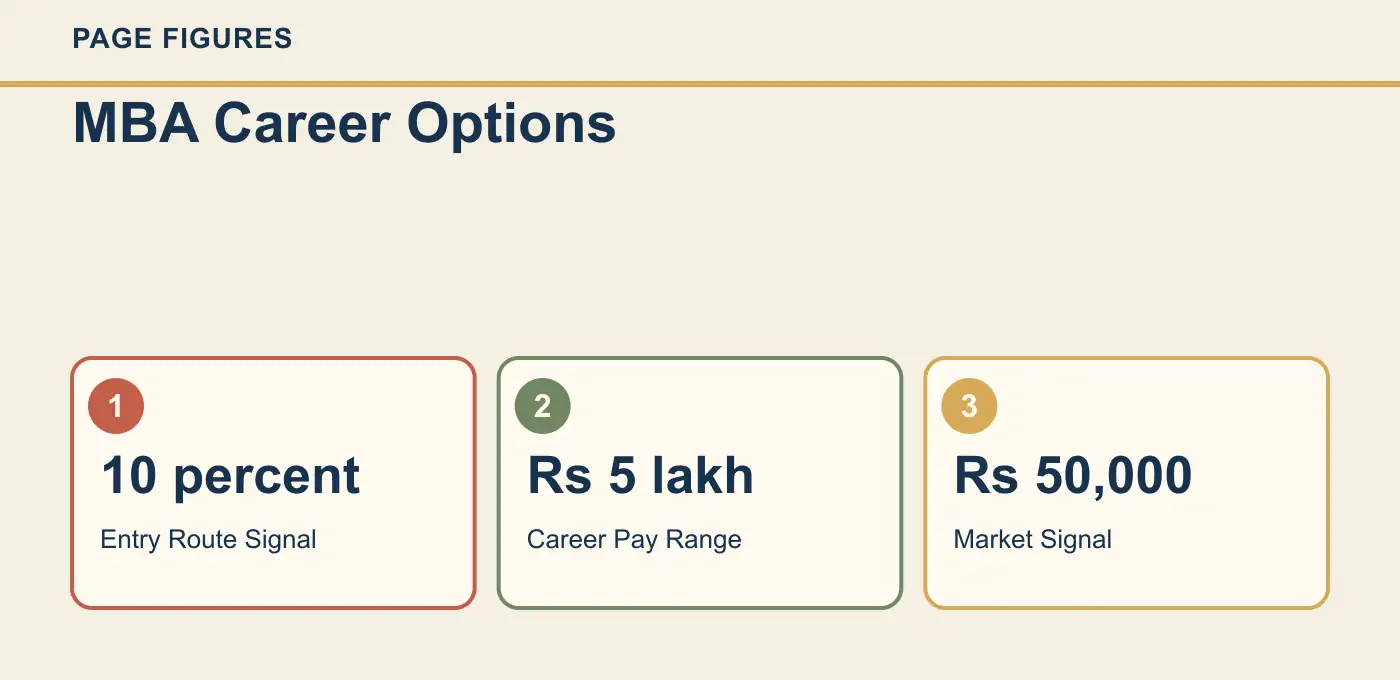 PAGE FIGURES
MBA Career Options
1
10 percent
Entry Route Signal
2
Rs 5 lakh
Career Pay Range
3
Rs 50,000
Market Signal